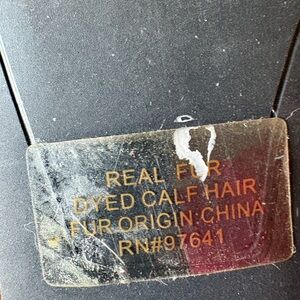 REAL FUR
DYED CALF HAIR
FUR ORIGIN:CHINA
RN#97641